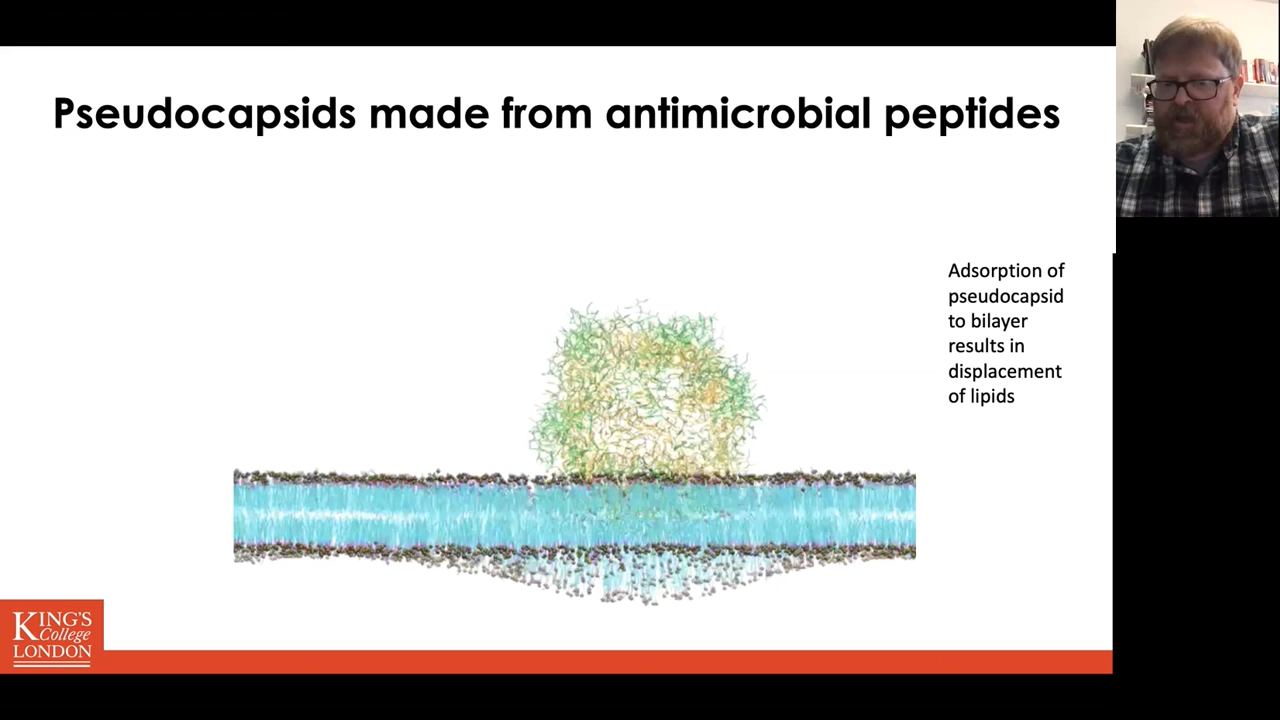 Pseudocapsids made from antimicrobial peptides
Adsorption of
pseudocapsid
to bilayer
results in
displacement
of lipids
KING'S
College
LONDON